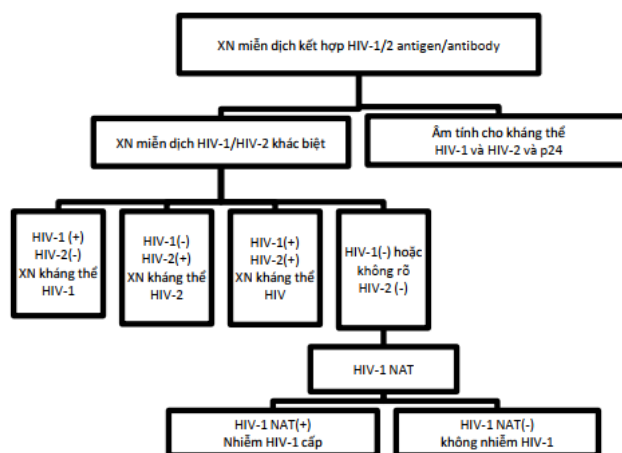 XN miễn dịch kết hợp HIV-1/2 antigen/antibody
XN miễn dịch HIV-1/HIV-2 khác biệt
Âm tính cho kháng thể
HIV-1 và HIV-2 và p24
HIV-1 (+)
HIV-2(-)
XN kháng thể
HIV-1
HIV-1(-)
HIV-2(+)
XN kháng thể
HIV-2
HIV-1(+)
HIV-2(+)
XN kháng thể
HIV
HIV-1(-) hoặc
không rõ
HIV-2 (-)
HIV-1 NAT
HIV-1 NAT(+)
Nhiễm HIV-1 cấp
HIV-1 NAT(-)
không nhiễm HIV-1